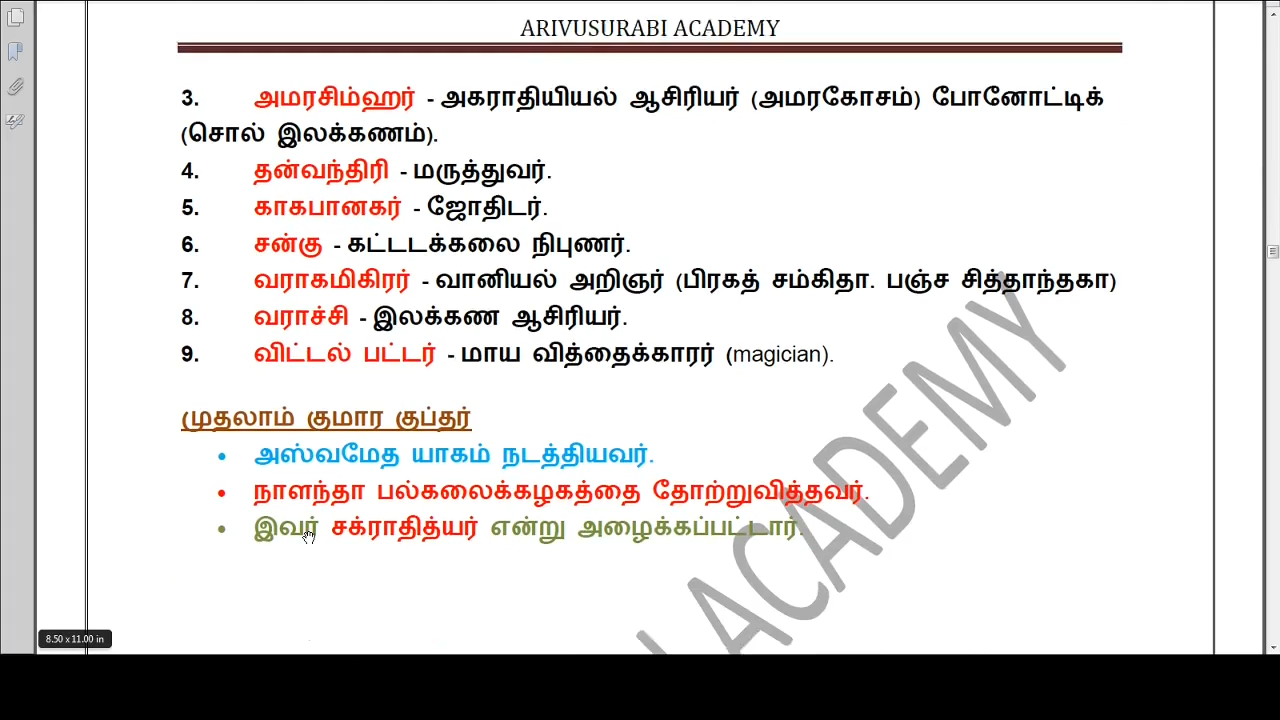 ARIVUSURABI ACADEMY
3. அமரசிம்ஹர் - அகராதியியல் ஆசிரியர் (அமரகோசம்) போனோட்டிக்
(சொல் இலக்கணம்).
4. தன்வந்திரி - மருத்துவர்.
5. காகபானகர் - ஜோதிடர்.
6. சன்கு - கட்டடக்கலை நிபுணர்.
7. வராகமிகிரர் - வானியல் அறிஞர் (பிரகத் சம்கிதா. பஞ்ச சித்தாந்தகா)
8. வராச்சி - இலக்கண ஆசிரியர்.
9. விட்டல் பட்டர் - மாய வித்தைக்காரர் (magician).
முதலாம் குமார குப்தர்
• அஸ்வமேத யாகம் நடத்தியவர்.
• நாளந்தா பல்கலைக்கழகத்தை தோற்றுவித்தவர்.
• இவர் சக்ராதித்யர் என்று அழைக்கப்பட்டார்.
ACADEMY
8.50 x 11.00 in